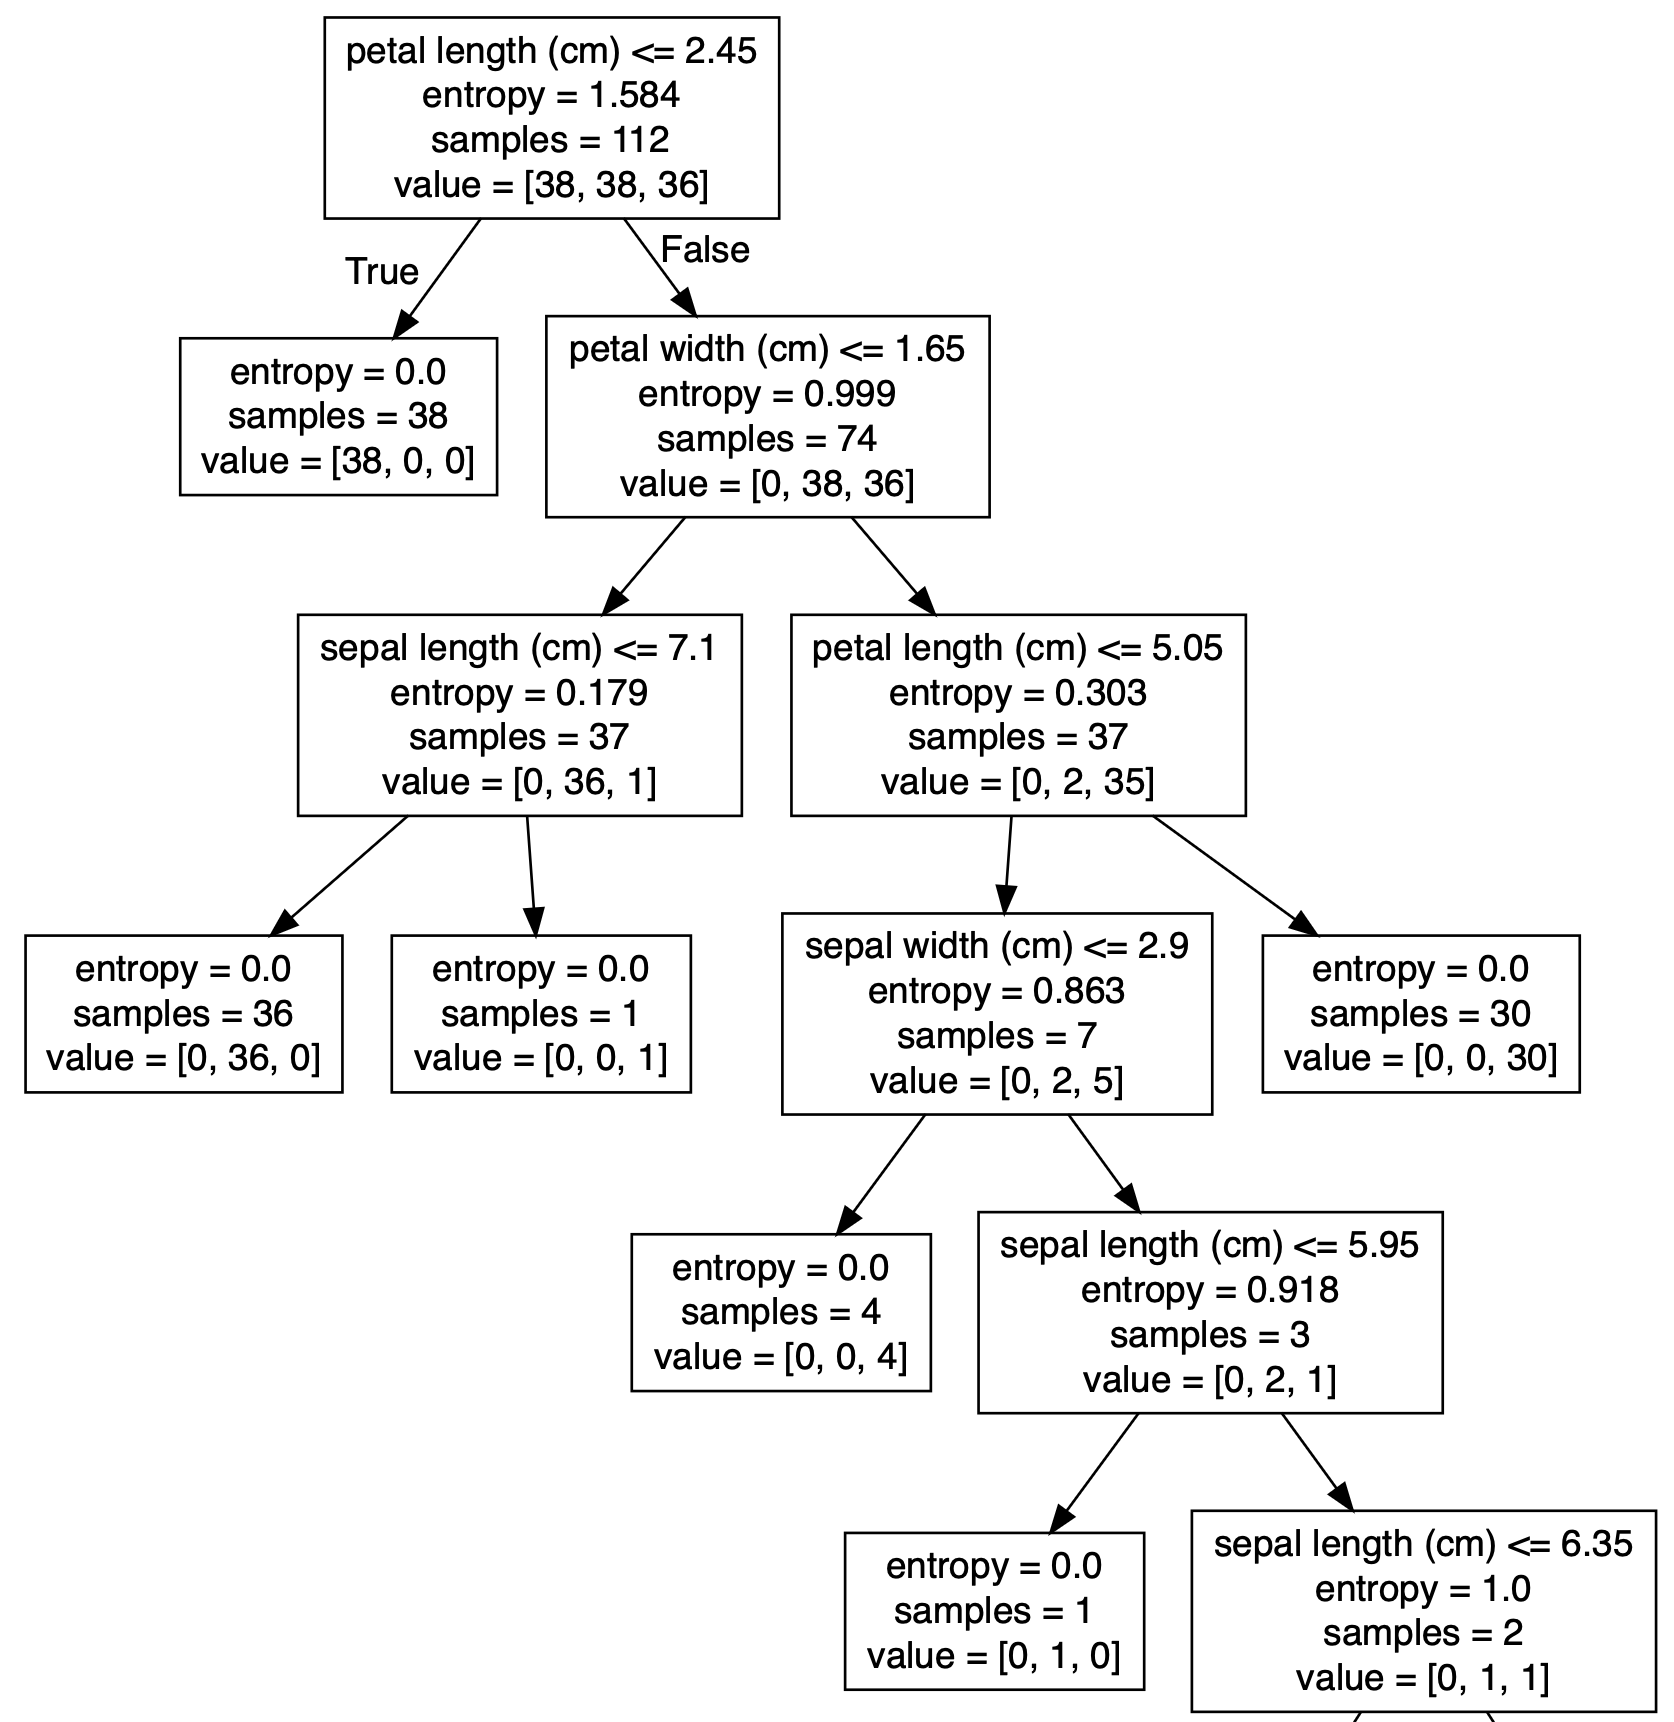 petal length (cm) <= 2.45
entropy = 1.584
samples = 112
value = [38, 38, 36]
True
False
entropy = 0.0
samples = 38
value = [38, 0, 0]
petal width (cm) <= 1.65
entropy = 0.999
samples = 74
value = [0, 38, 36]
sepal length (cm) <= 7.1
entropy = 0.179
samples = 37
value = [0, 36, 1]
petal length (cm) <= 5.05
entropy = 0.303
samples = 37
value = [0, 2, 35]
entropy = 0.0
samples = 36
value = [0, 36, 0]
entropy = 0.0
samples = 1
value = [0, 0, 1]
sepal width (cm) <= 2.9
entropy = 0.863
samples = 7
value = [0, 2, 5]
entropy = 0.0
samples = 30
value = [0, 0, 30]
entropy = 0.0
samples = 4
value = [0, 0, 4]
sepal length (cm) <= 5.95
entropy = 0.918
samples = 3
value = [0, 2, 1]
entropy = 0.0
samples = 1
value = [0, 1, 0]
sepal length (cm) <= 6.35
entropy = 1.0
samples = 2
value = [0, 1, 1]